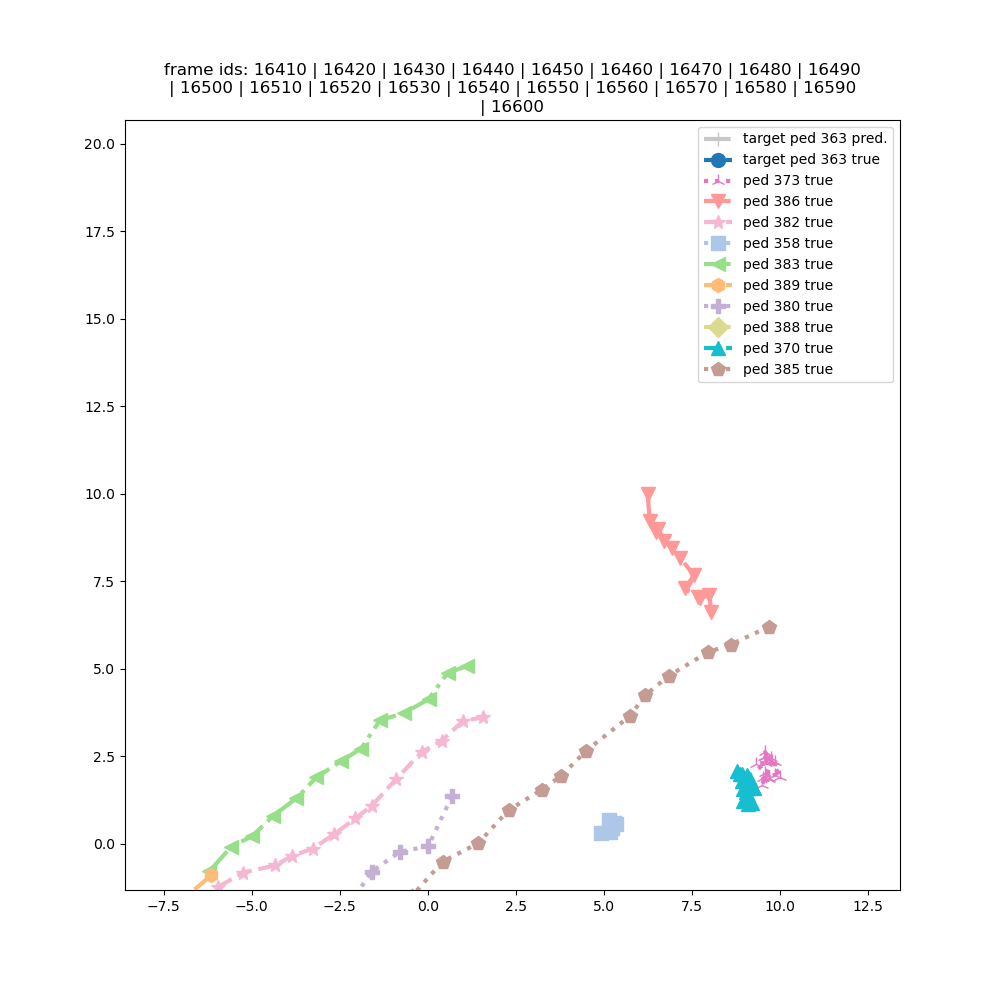 frame ids: 16410 | 16420 | 16430 | 16440 | 16450 | 16460 | 16470 | 16480 | 16490
| 16500 | 16510 | 16520 | 16530 | 16540 | 16550 | 16560 | 16570 | 16580 | 16590
| 16600
target ped 363 pred.
target ped 363 true
ped 373 true
ped 386 true
ped 382 true
ped 358 true
ped 383 true
ped 389 true
ped 380 true
ped 388 true
ped 370 true
ped 385 true
20.0
17.5
15.0
12.5
10.0
7.5
5.0
2.5
0.0
−7.5 −5.0 −2.5 0.0 2.5 5.0 7.5 10.0 12.5